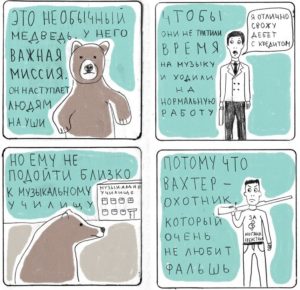 ЭТО НЕОБЫЧНЫЙ
МЕДВЕДЬ. У НЕГО
ВАЖНАЯ
МИССИЯ.
ОН НАСТУПАЕТ
ЛЮДЯМ
НА УШИ
ЧТОБЫ
ОНИ НЕ ТРАТИЛИ
ВРЕМЯ
НА МУЗЫКУ
И ХОДИЛИ
НА
НОРМАЛЬНУЮ
РАБОТУ
Я ОТЛИЧНО
СВОЖУ
ДЕБЕТ
С КРЕДИТОМ
НО ЕМУ НЕ
ПОДОЙТИ БЛИЗКО
К МУЗЫКАЛЬНОМУ
УЧИЛИЩУ
УЧИЛИЩЕ
ПОТОМУ ЧТО
ВАХТЕР –
ОХОТНИК,
КОТОРЫЙ
ОЧЕНЬ
НЕ ЛЮБИТ
ФАЛЬШЬ
ЗА